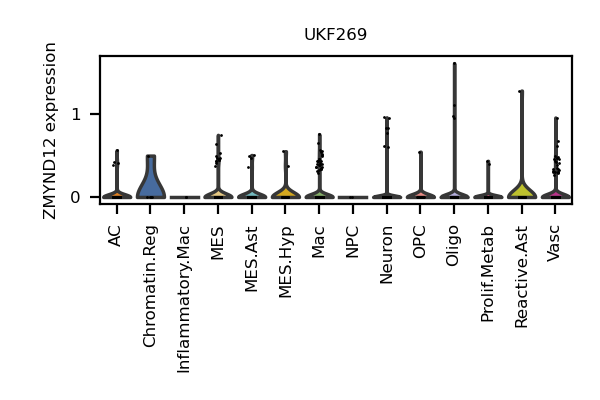 UKF269
ZMYND12 expression
1
0
AC
Chromatin.Reg
Inflammatory.Mac
MES
MES.Ast
MES.Hyp
Mac
NPC
Neuron
OPC
Oligo
Prolif.Metab
Reactive.Ast
Vasc